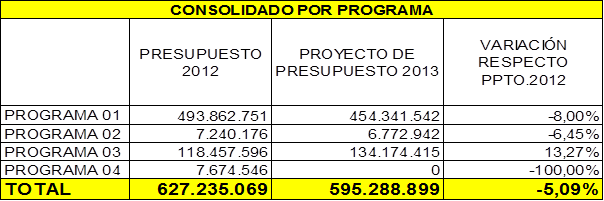 CONSOLIDADO POR PROGRAMA
PRESUPUESTO 2012 PROYECTO DE PRESUPUESTO 2013 VARIACIÓN RESPECTO PPTO.2012
PROGRAMA 01 493.862.751 454.341.542 -8,00%
PROGRAMA 02 7.240.176 6.772.942 -6,45%
PROGRAMA 03 118.457.596 134.174.415 13,27%
PROGRAMA 04 7.674.546 0 -100,00%
TOTAL 627.235.069 595.288.899 -5,09%